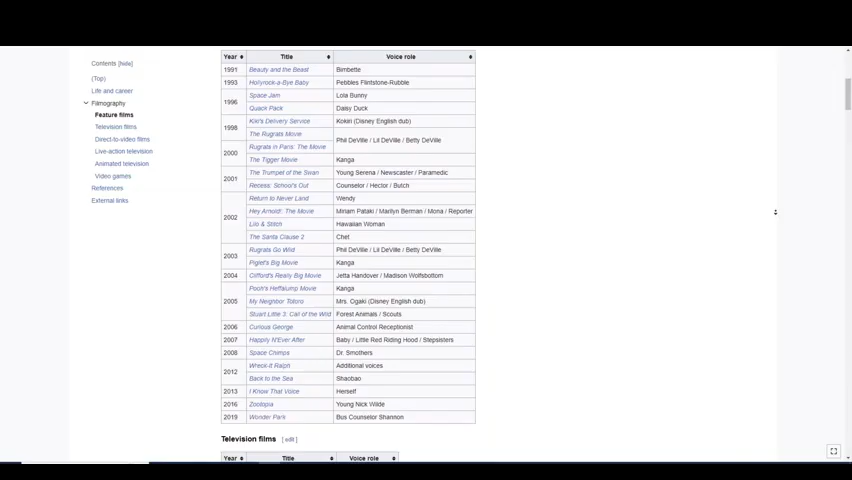 Contents [hide]
(Top)
Life and career
Filmography
Feature films
Television films
Direct-to-video films
Live-action television
Animated television
Video games
References
External links
Year Title Voice role
1991 Beauty and the Beast Bimbette
1993 Hollyrock-a-Bye Baby Pebbles Flintstone-Rubble
1996 Space Jam Lola Bunny
Quack Pack Daisy Duck
1998 Kiki's Delivery Service Kokiri (Disney English dub)
The Rugrats Movie Phil DeVille / Lil DeVille / Betty DeVille
2000 Rugrats in Paris: The Movie
The Tigger Movie Kanga
2001 The Trumpet of the Swan Young Serena / Newscaster / Paramedic
Recess: School's Out Counselor / Hector / Butch
2002 Return to Never Land Wendy
Hey Arnold!: The Movie Miriam Pataki / Marilyn Berman / Mona / Reporter
Lilo & Stitch Hawaiian Woman
The Santa Clause 2 Chet
2003 Rugrats Go Wild Phil DeVille / Lil DeVille / Betty DeVille
Piglet's Big Movie Kanga
2004 Clifford's Really Big Movie Jetta Handover / Madison Wolfsbottom
2005 Pooh's Heffalump Movie Kanga
My Neighbor Totoro Mrs. Ogaki (Disney English dub)
Stuart Little 3: Call of the Wild Forest Animals / Scouts
2006 Curious George Animal Control Receptionist
2007 Happily N'Ever After Baby / Little Red Riding Hood / Stepsisters
2008 Space Chimps Dr. Smothers
2012 Wreck-It Ralph Additional voices
Back to the Sea Shaobao
2013 I Know That Voice Herself
2016 Zootopia Young Nick Wilde
2019 Wonder Park Bus Counselor Shannon
Television films [ edit ]
Year Title Voice role